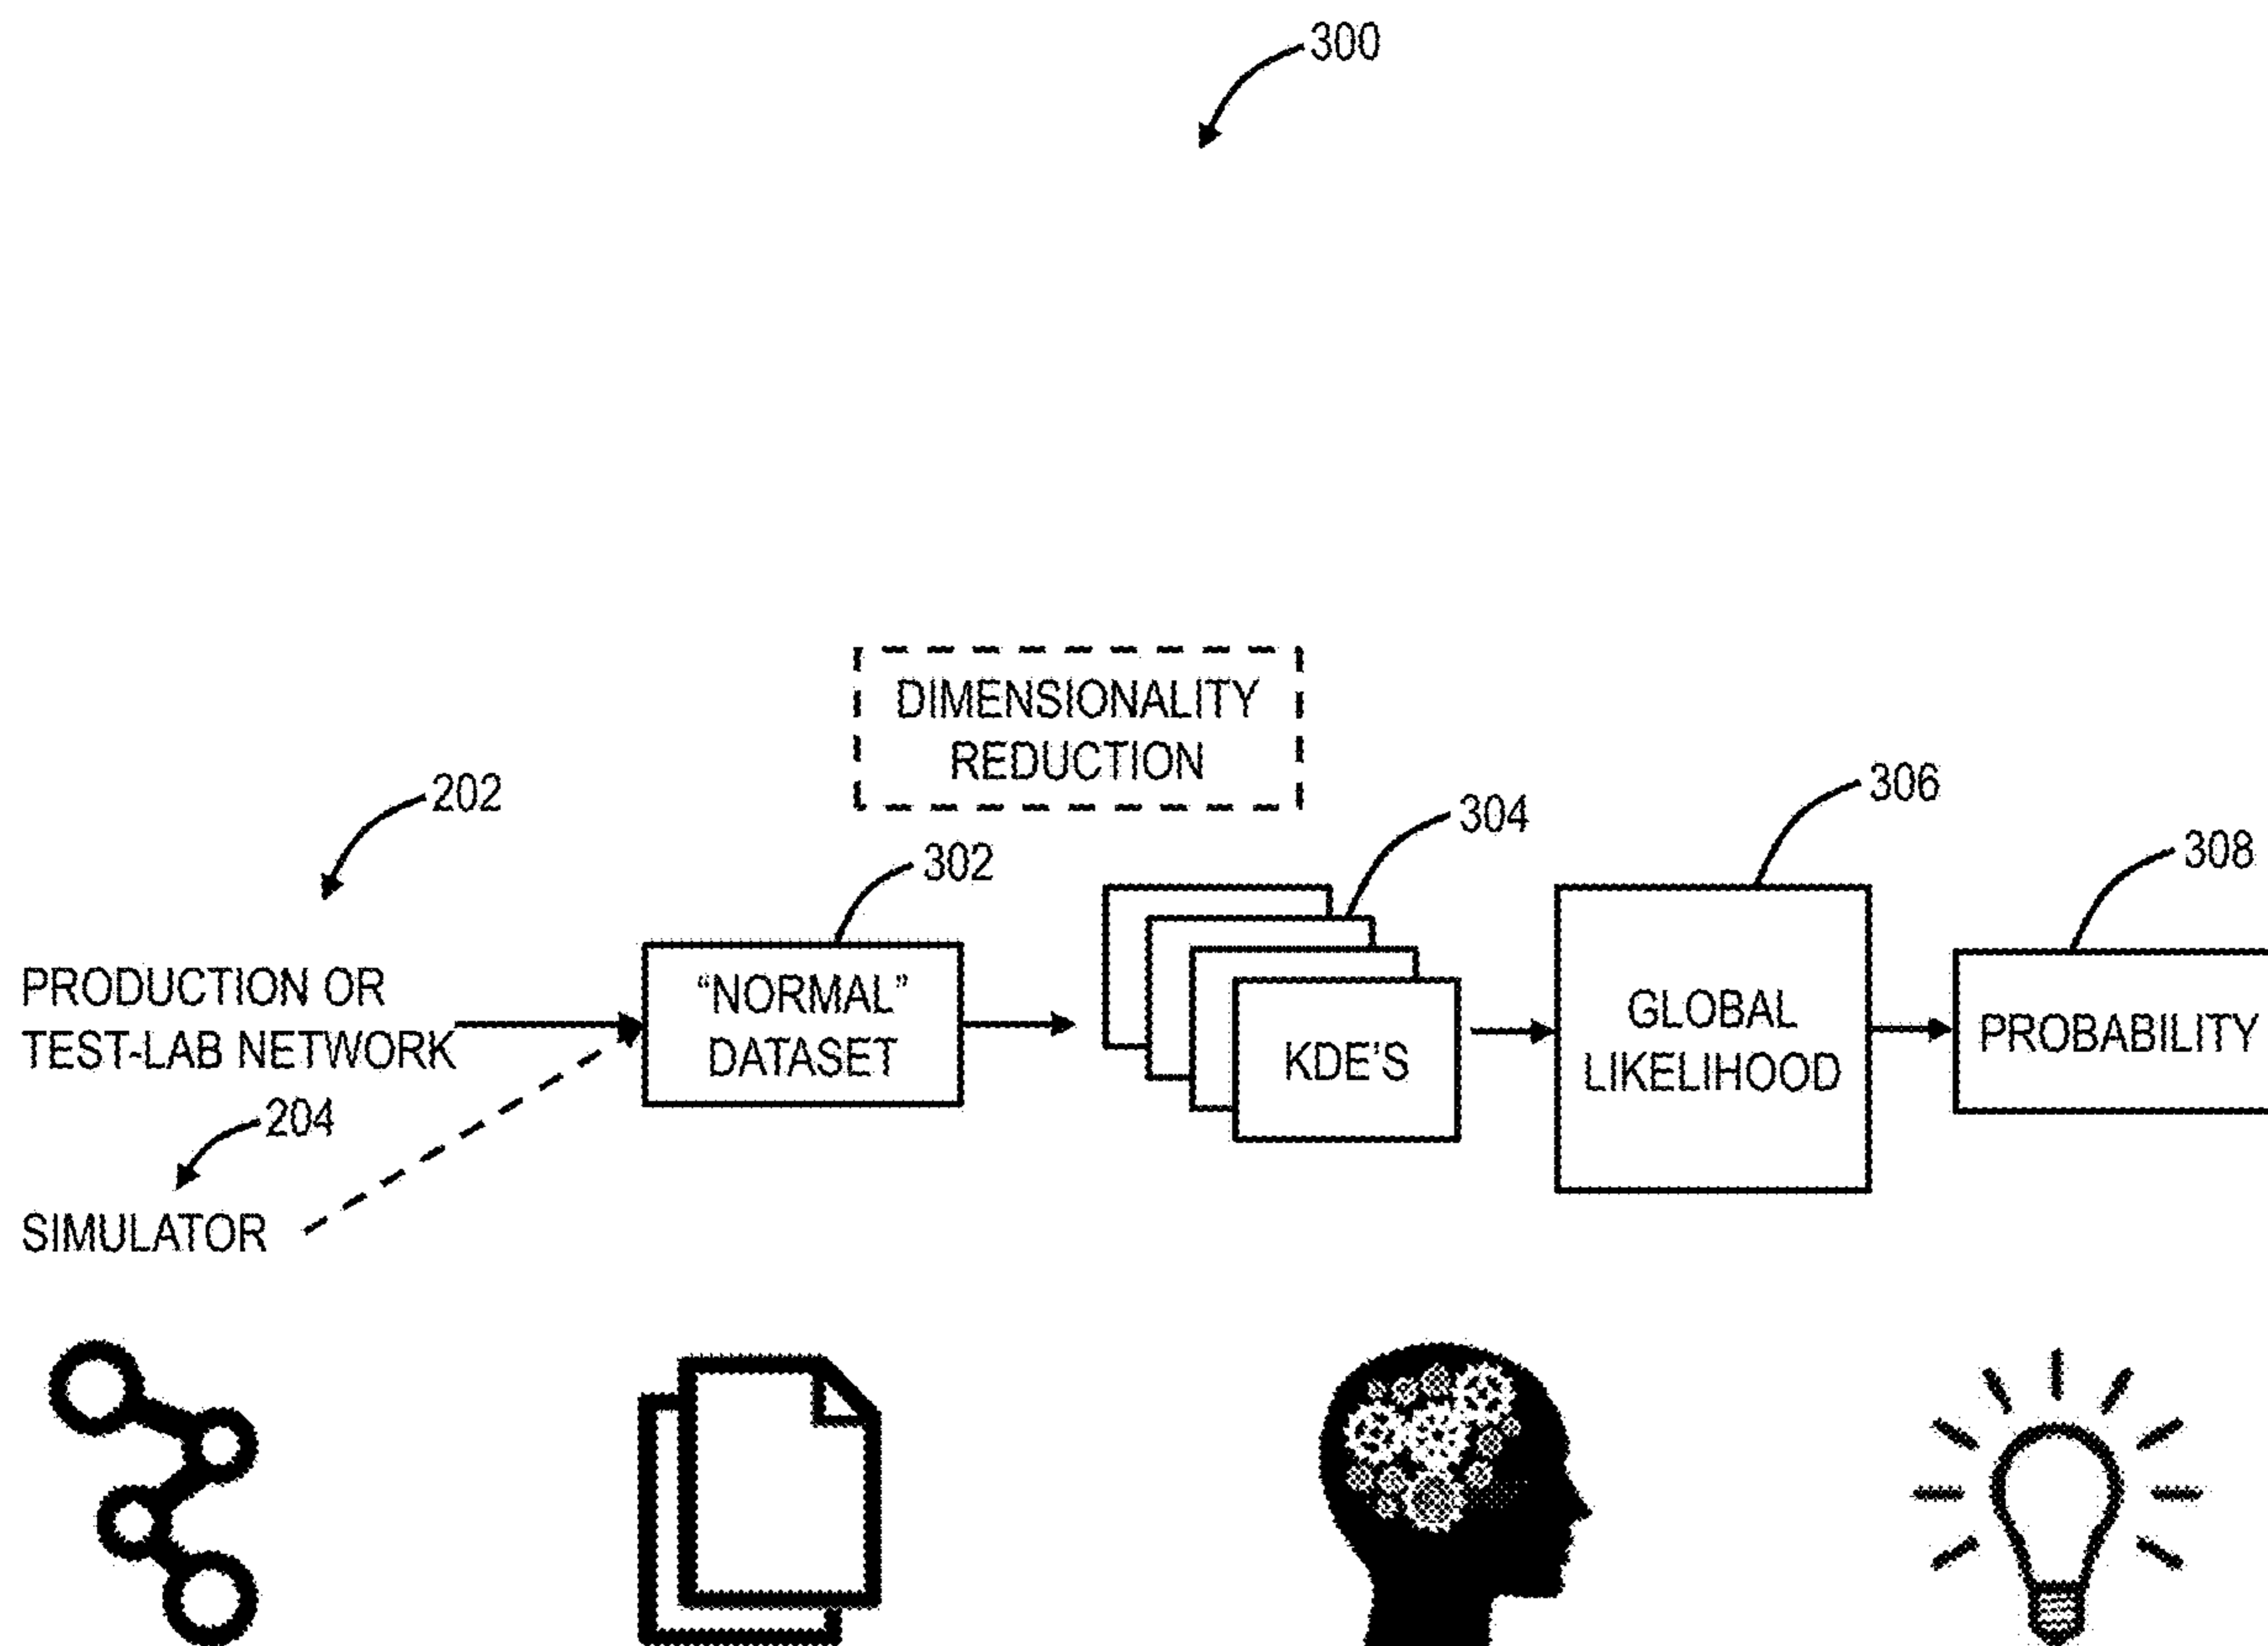 300
DIMENSIONALITY
REDUCTION
202
304
306
302
308
PRODUCTION OR
TEST-LAB NETWORK
"NORMAL"
DATASET
KDE'S
GLOBAL
LIKELIHOOD
PROBABILITY
204
SIMULATOR